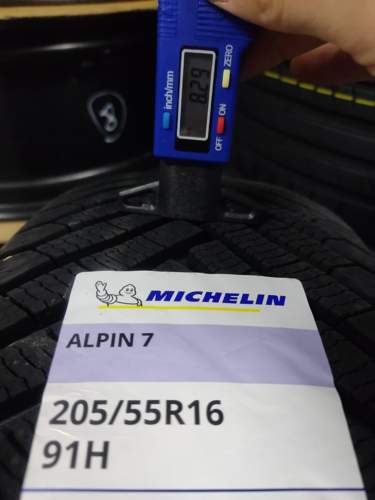 ZERO
8.29
inch/mm
OFF ON
MICHELIN
ALPIN 7
205/55R16
91H